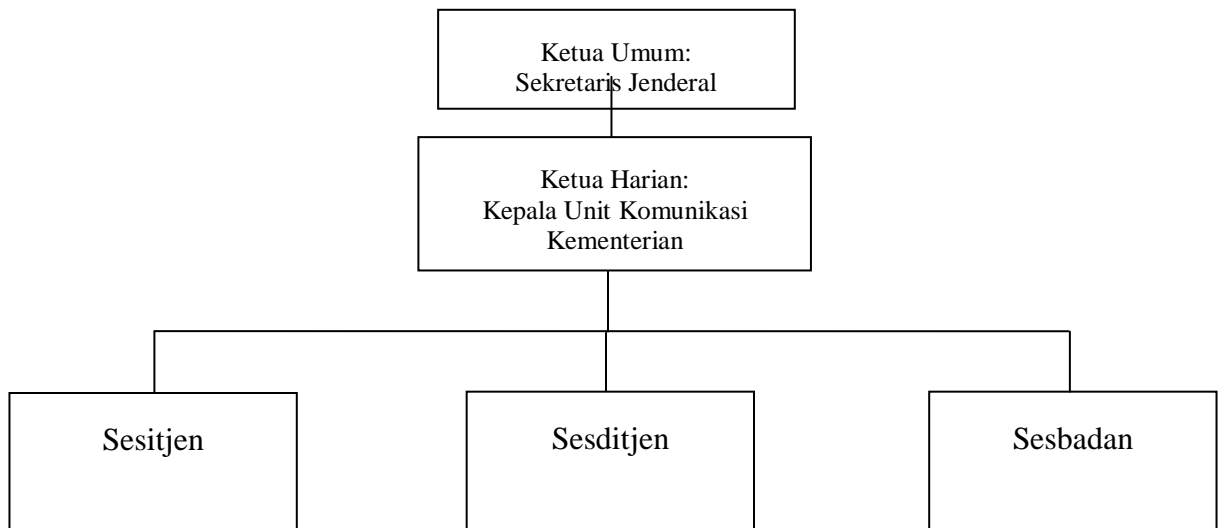 Ketua Umum:
Sekretaris Jenderal
Ketua Harian:
Kepala Unit Komunikasi
Kementerian
Sesitjen
Sesditjen
Sesbadan